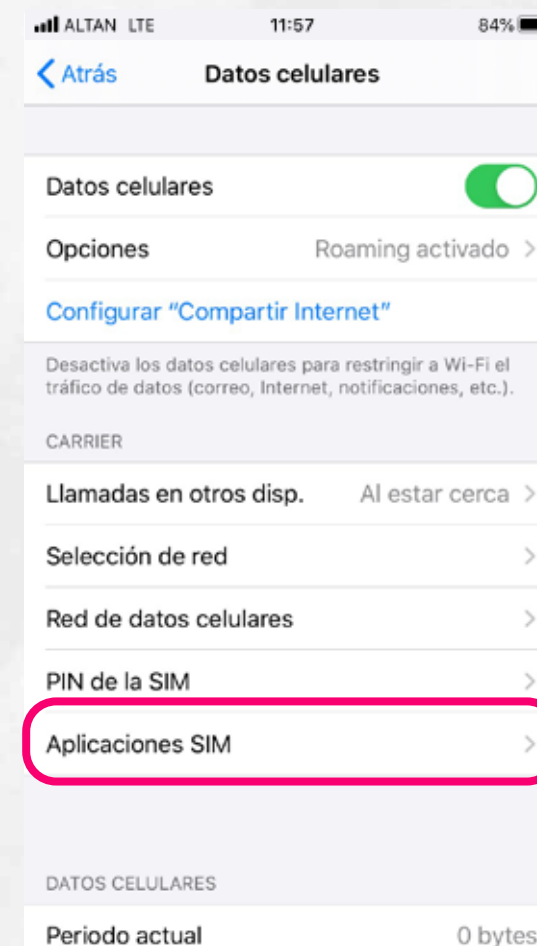 ALTAN LTE 11:57 84%
Atrás Datos celulares
Datos celulares
Opciones Roaming activado
Configurar “Compartir Internet”
Desactiva los datos celulares para restringir a Wi-Fi el
tráfico de datos (correo, Internet, notificaciones, etc.).
CARRIER
Llamadas en otros disp. Al estar cerca
Selección de red
Red de datos celulares
PIN de la SIM
Aplicaciones SIM
DATOS CELULARES
Periodo actual 0 bytes